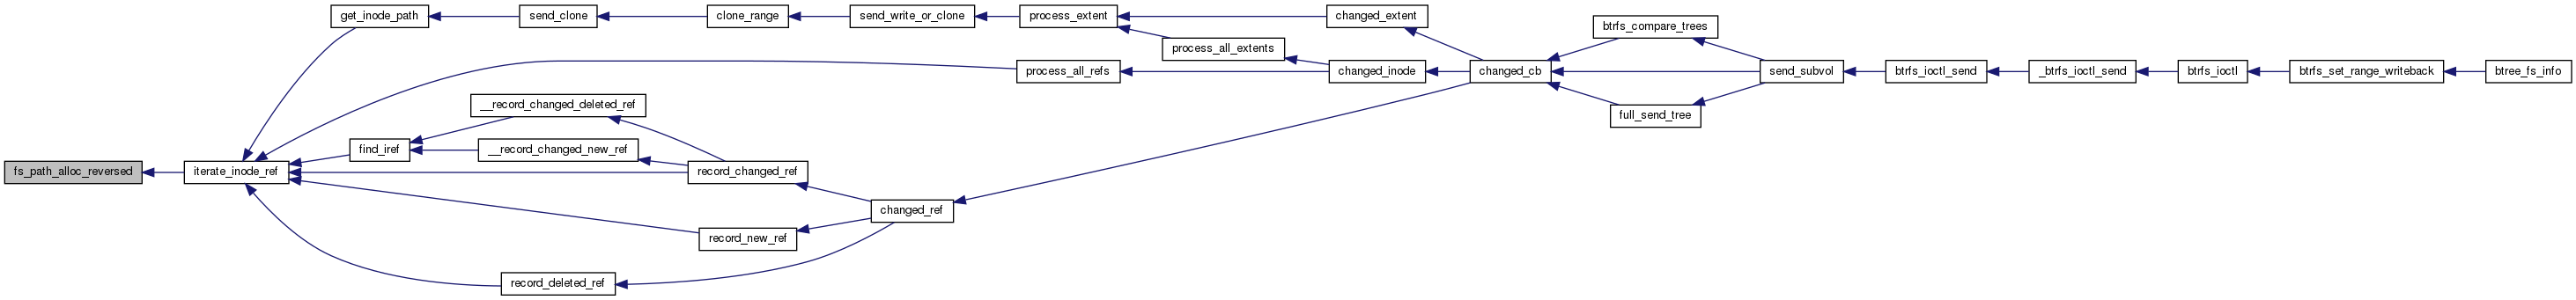 get_inode_path
send_clone
clone_range
send_write_or_clone
process_extent
changed_extent
btrfs_compare_trees
process_all_extents
process_all_refs
changed_inode
changed_cb
send_subvol
btrfs_ioctl_send
_btrfs_ioctl_send
btrfs_ioctl
btrfs_set_range_writeback
btree_fs_info
__record_changed_deleted_ref
full_send_tree
find_iref
__record_changed_new_ref
fs_path_alloc_reversed
iterate_inode_ref
record_changed_ref
changed_ref
record_new_ref
record_deleted_ref